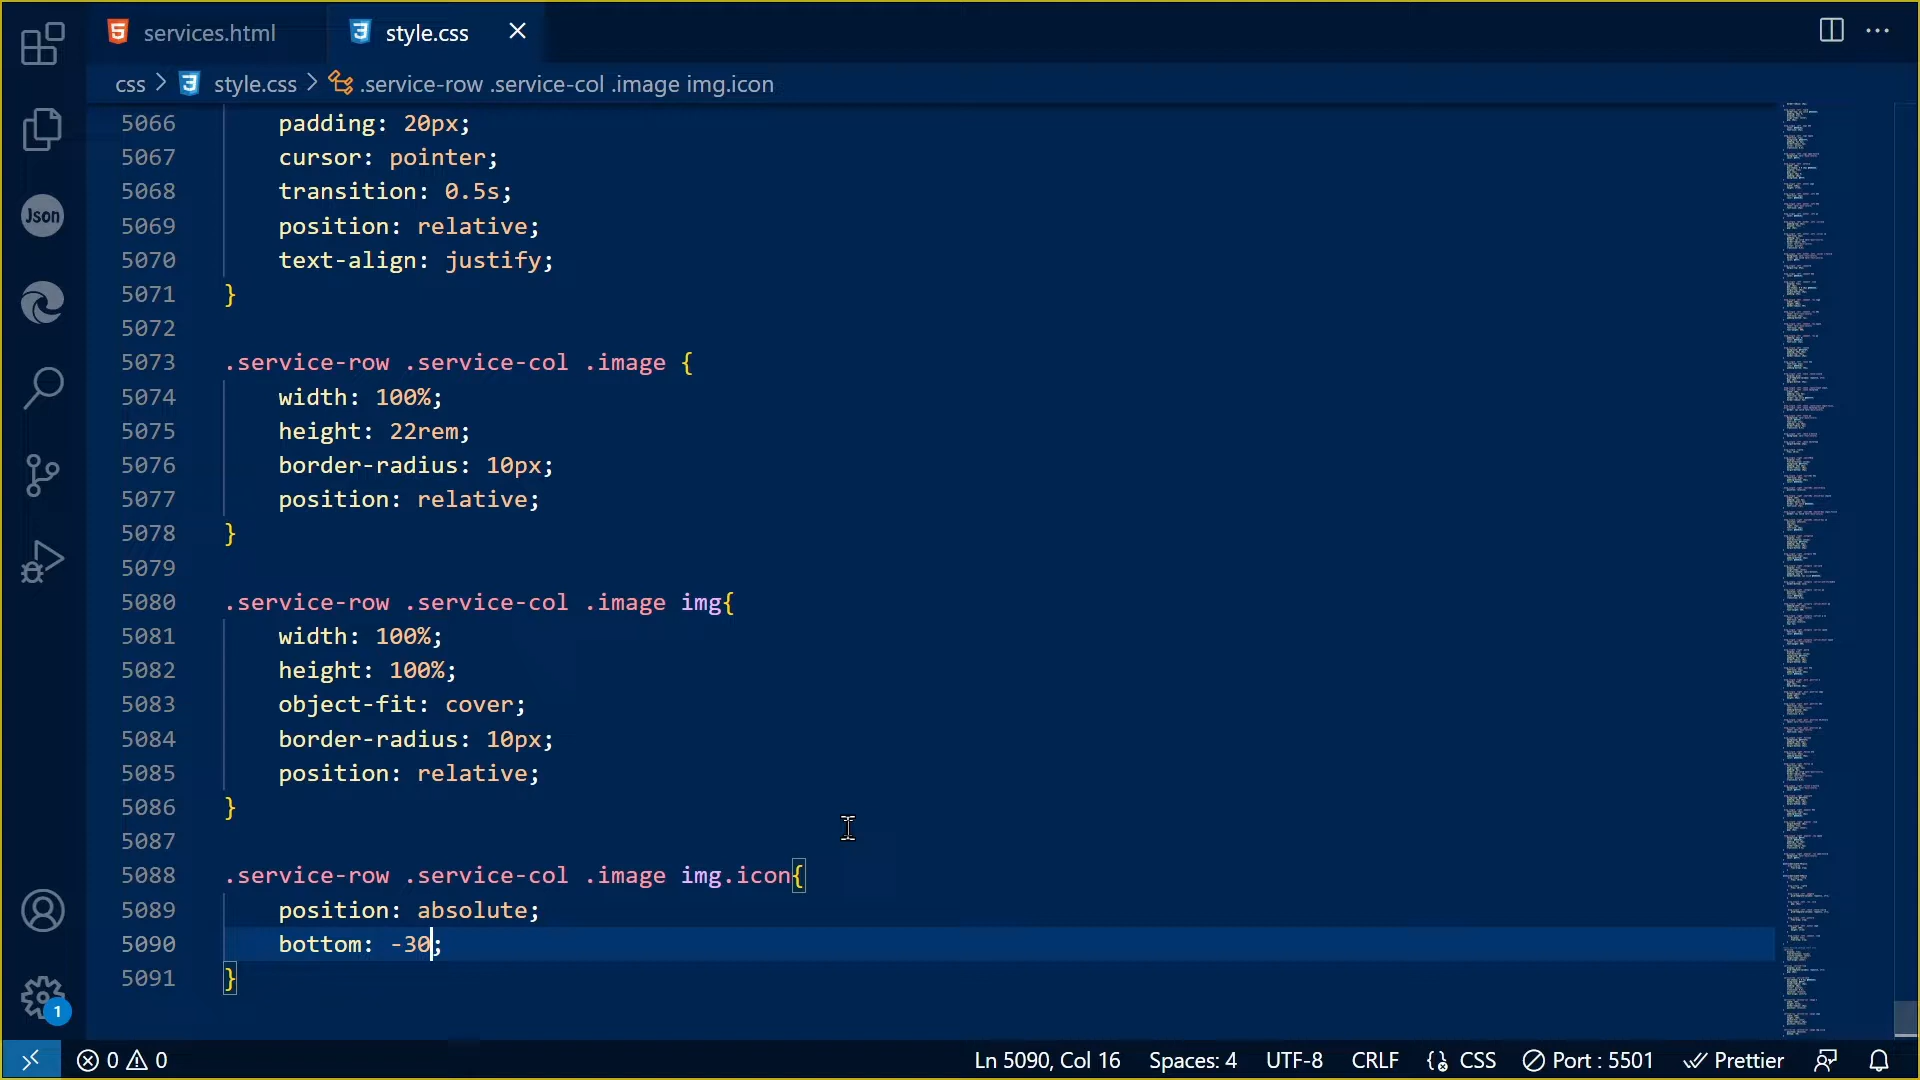 services.html
style.css
css > style.css > .service-row .service-col .image img.icon
5066 padding: 20px;
5067 cursor: pointer;
5068 transition: 0.5s;
5069 position: relative;
5070 text-align: justify;
5071 }
5072
5073 .service-row .service-col .image {
5074 width: 100%;
5075 height: 22rem;
5076 border-radius: 10px;
5077 position: relative;
5078 }
5079
5080 .service-row .service-col .image img{
5081 width: 100%;
5082 height: 100%;
5083 object-fit: cover;
5084 border-radius: 10px;
5085 position: relative;
5086 }
5087
5088 .service-row .service-col .image img.icon{
5089 position: absolute;
5090 bottom: -30;
5091 }
Json
1
0 0 Ln 5090, Col 16 Spaces: 4 UTF-8 CRLF CSS Port : 5501 Prettier